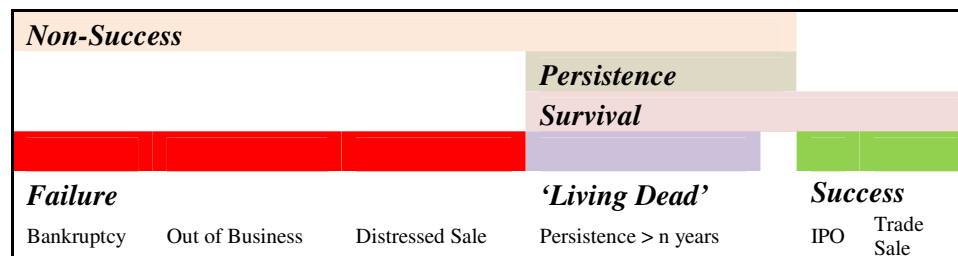 Non-Success
Persistence
Survival
Failure ‘Living Dead’ Success
Bankruptcy Out of Business Distressed Sale Persistence > n years IPO Trade
Sale